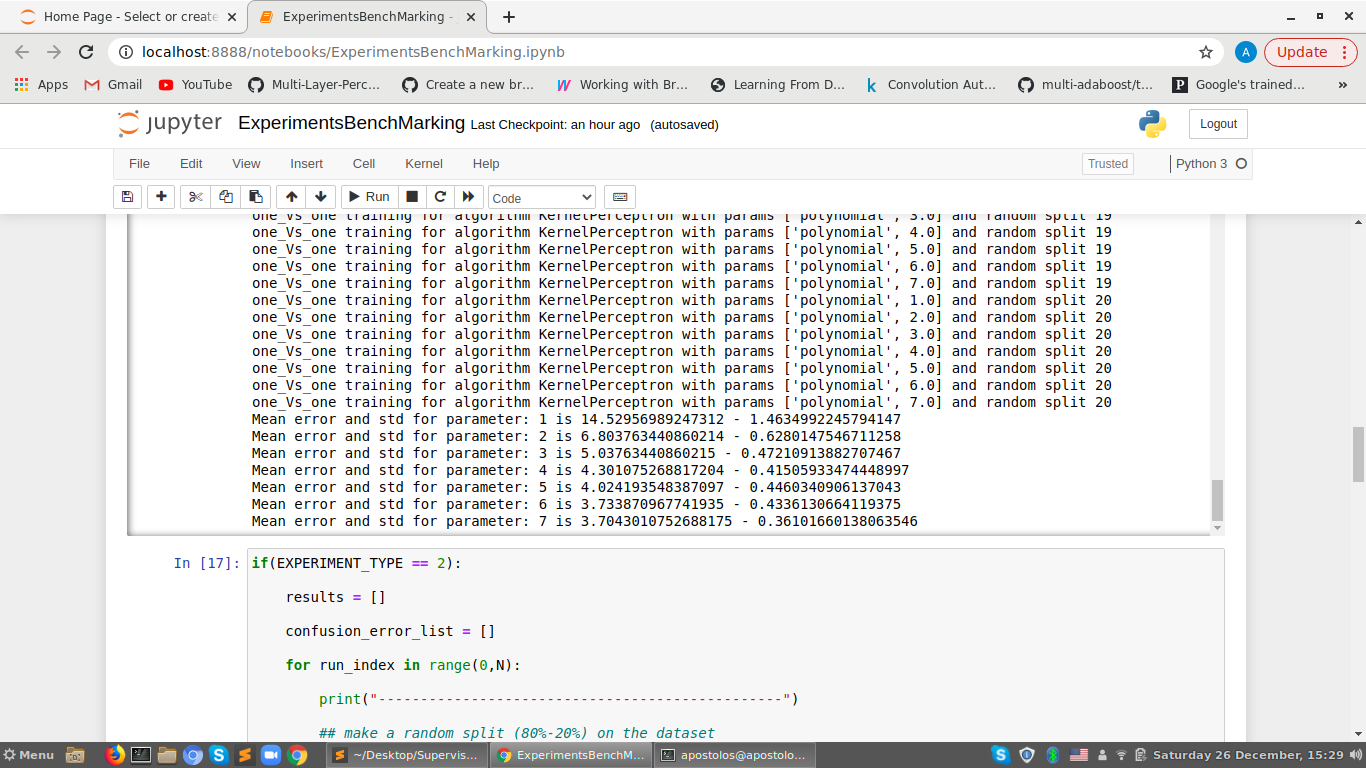 Home Page - Select or create
ExperimentsBenchMarking -
localhost:8888/notebooks/ExperimentsBenchMarking.ipynb
A
Update
Apps
Gmail
YouTube
Multi-Layer-Perc…
Create a new br…
Working with Br…
Learning From D…
Convolution Aut…
multi-adaboost/t…
Google's trained…
»
jupyter ExperimentsBenchMarking Last Checkpoint: an hour ago (autosaved)
Logout
File Edit View Insert Cell Kernel Help
Trusted
Python 3
Run
Code
one_Vs_one training for algorithm KernelPerceptron with params ['polynomial', 3.0] and random split 19
one_Vs_one training for algorithm KernelPerceptron with params ['polynomial', 4.0] and random split 19
one_Vs_one training for algorithm KernelPerceptron with params ['polynomial', 5.0] and random split 19
one_Vs_one training for algorithm KernelPerceptron with params ['polynomial', 6.0] and random split 19
one_Vs_one training for algorithm KernelPerceptron with params ['polynomial', 7.0] and random split 19
one_Vs_one training for algorithm KernelPerceptron with params ['polynomial', 1.0] and random split 20
one_Vs_one training for algorithm KernelPerceptron with params ['polynomial', 2.0] and random split 20
one_Vs_one training for algorithm KernelPerceptron with params ['polynomial', 3.0] and random split 20
one_Vs_one training for algorithm KernelPerceptron with params ['polynomial', 4.0] and random split 20
one_Vs_one training for algorithm KernelPerceptron with params ['polynomial', 5.0] and random split 20
one_Vs_one training for algorithm KernelPerceptron with params ['polynomial', 6.0] and random split 20
one_Vs_one training for algorithm KernelPerceptron with params ['polynomial', 7.0] and random split 20
Mean error and std for parameter: 1 is 14.52956989247312 - 1.4634992245794147
Mean error and std for parameter: 2 is 6.803763440860214 - 0.6280147546711258
Mean error and std for parameter: 3 is 5.03763440860215 - 0.47210913882707467
Mean error and std for parameter: 4 is 4.301075268817204 - 0.41505933474448997
Mean error and std for parameter: 5 is 4.024193548387097 - 0.4460340906137043
Mean error and std for parameter: 6 is 3.733870967741935 - 0.4336130664119375
Mean error and std for parameter: 7 is 3.7043010752688175 - 0.36101660138063546
In [17]: if(EXPERIMENT_TYPE == 2):
results = []
confusion_error_list = []
for run_index in range(0,N):
print("------------------------------------------------")
## make a random split (80%-20%) on the dataset
Menu
~/Desktop/Supervis…
ExperimentsBenchM…
apostolos@apostolo…
Saturday 26 December, 15:29